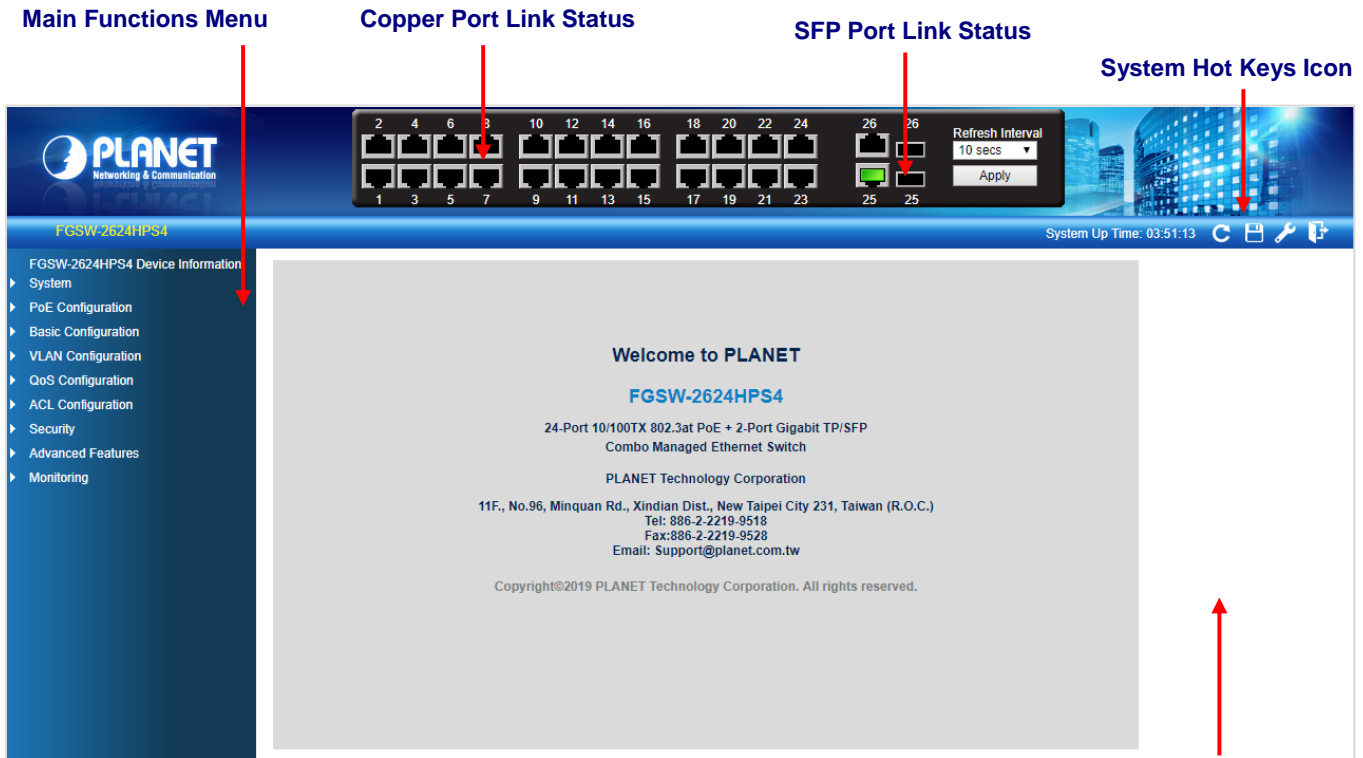 Main Functions Menu
Copper Port Link Status
SFP Port Link Status
System Hot Keys Icon
PLANET
Networking & Communication
2 4 6 8 10 12 14 16 18 20 22 24 26 26
1 3 5 7 9 11 13 15 17 19 21 23 25 25
Refresh Interval
10 secs
Apply
FGSW-2624HPS4
System Up Time: 03:51:13
FGSW-2624HPS4 Device Information
System
PoE Configuration
Basic Configuration
VLAN Configuration
QoS Configuration
ACL Configuration
Security
Advanced Features
Monitoring
Welcome to PLANET
FGSW-2624HPS4
24-Port 10/100TX 802.3at PoE + 2-Port Gigabit TP/SFP
Combo Managed Ethernet Switch
PLANET Technology Corporation
11F., No.96, Minquan Rd., Xindian Dist., New Taipei City 231, Taiwan (R.O.C.)
Tel: 886-2-2219-9518
Fax:886-2-2219-9528
Email: Support@planet.com.tw
Copyright©2019 PLANET Technology Corporation. All rights reserved.